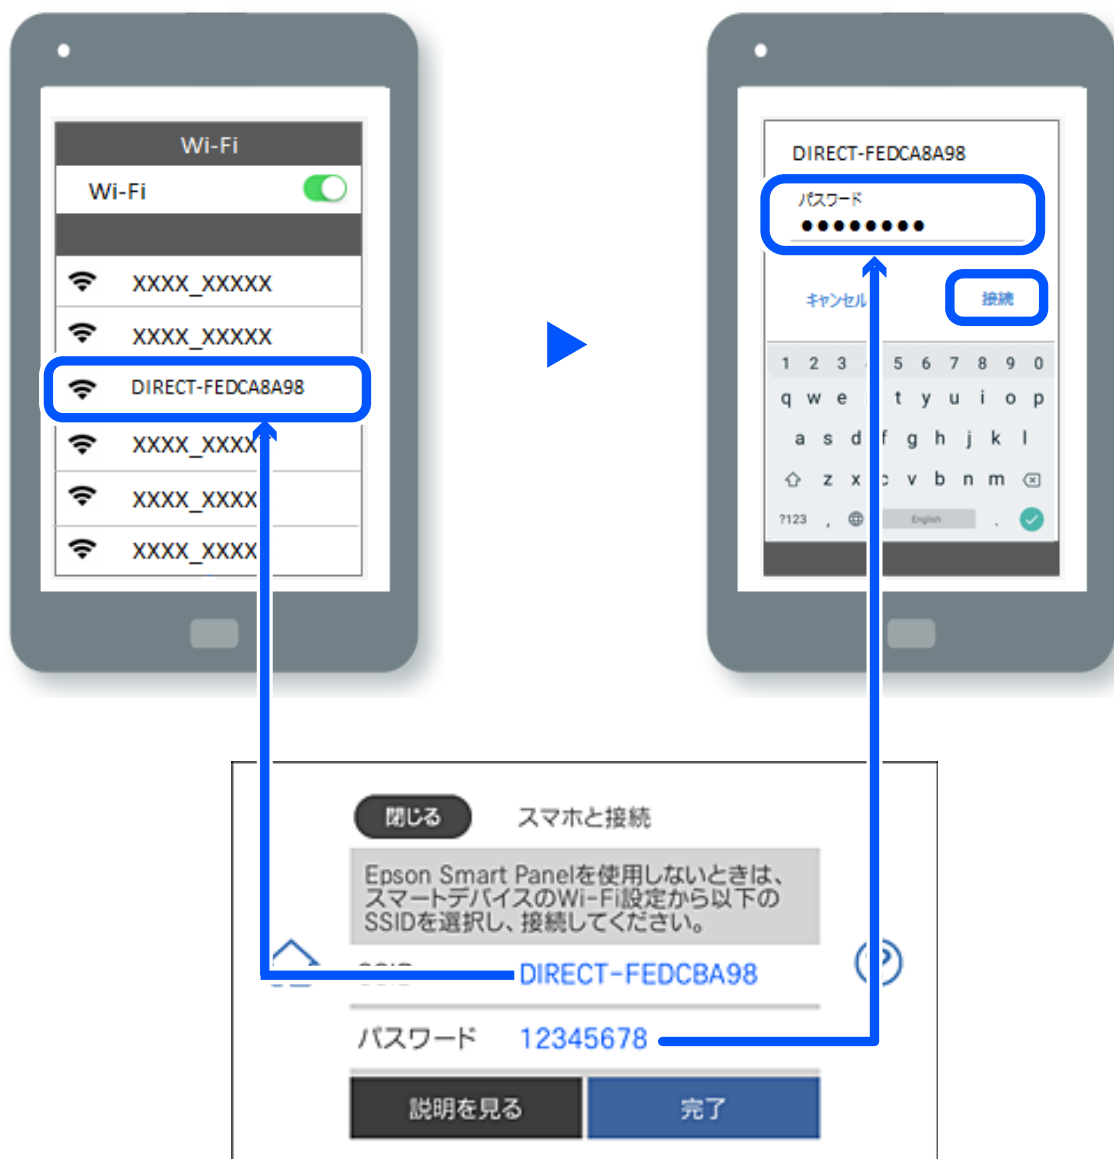 Wi-Fi
Wi-Fi
XXXX_XXXXX
XXXX_XXXXX
DIRECT-FEDCA8A98
XXXX_XXXX
XXXX_XXXX
XXXX_XXXX
DIRECT-FEDCA8A98
パスワード
●●●●●●●●
キャンセル
接続
1 2 3 5 6 7 8 9 0
q w e t y u i o p
a s d f g h j k l
z x c v b n m
?123 , English .
閉じる スマホと接続
Epson Smart Panelを使用しないときは、
スマートデバイスのWi-Fi設定から以下の
SSIDを選択し、接続してください。
DIRECT-FEDCBA98
パスワード 12345678
説明を見る 完了